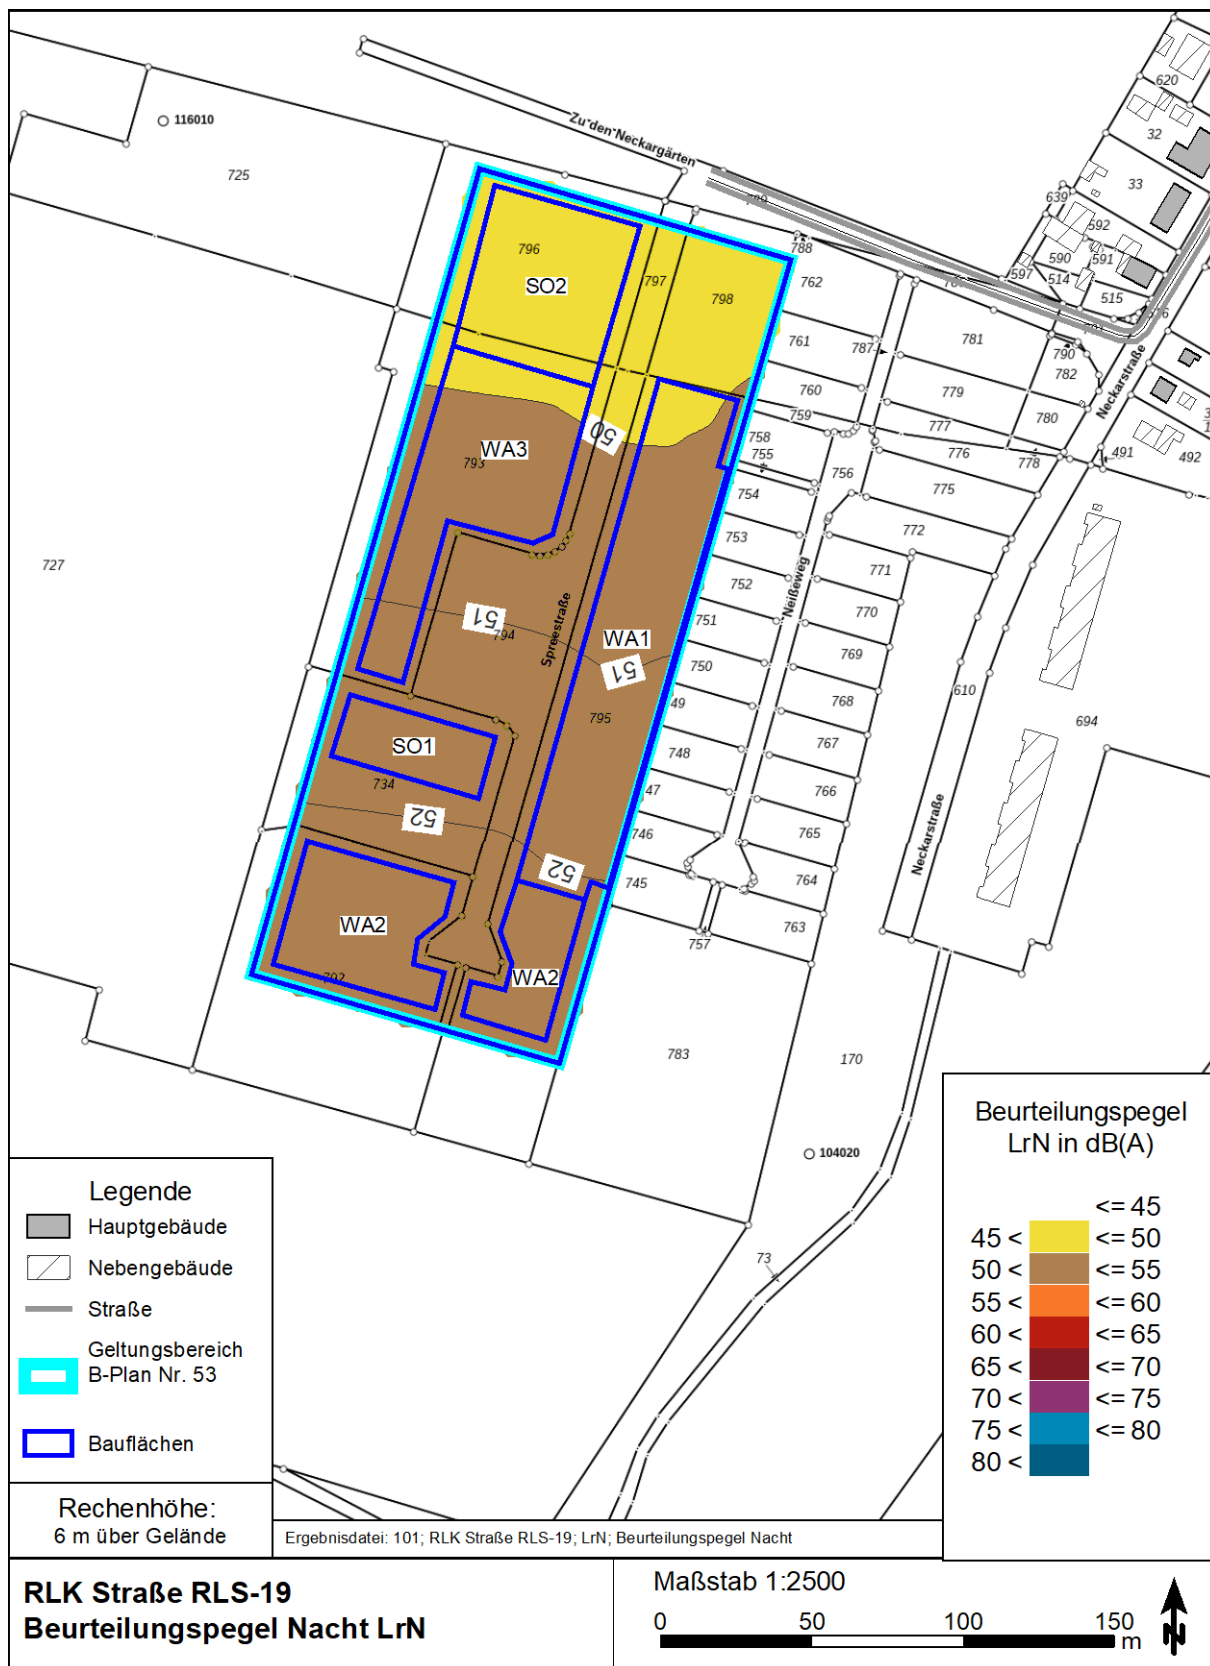 116010
725
Zu den Neckargärten
620
32
33
639
592
591
590
597
514
515
788
762
796
SO2
797
798
761
787
781
790
782
760
779
759
780
Neckarstraße
50
758
777
755
776
778
491
492
WA3
793
754
756
775
753
772
727
752
Neißeweg
771
770
51
794
Spreestraße
WA1
751
769
51
750
768
610
49
694
795
767
SO1
748
734
47
766
52
746
765
Neckarstraße
52
745
764
WA2
763
757
792
WA2
783
170
104020
73
Beurteilungspegel
LrN in dB(A)
<= 45
45 < <= 50
50 < <= 55
55 < <= 60
60 < <= 65
65 < <= 70
70 < <= 75
75 < <= 80
80 <
Legende
Hauptgebäude
Nebengebäude
Straße
Geltungsbereich
B-Plan Nr. 53
Bauflächen
Rechenhöhe:
6 m über Gelände
Ergebnisdatei: 101; RLK Straße RLS-19; LrN; Beurteilungspegel Nacht
RLK Straße RLS-19
Beurteilungspegel Nacht LrN
Maßstab 1:2500
0 50 100 150
m
N